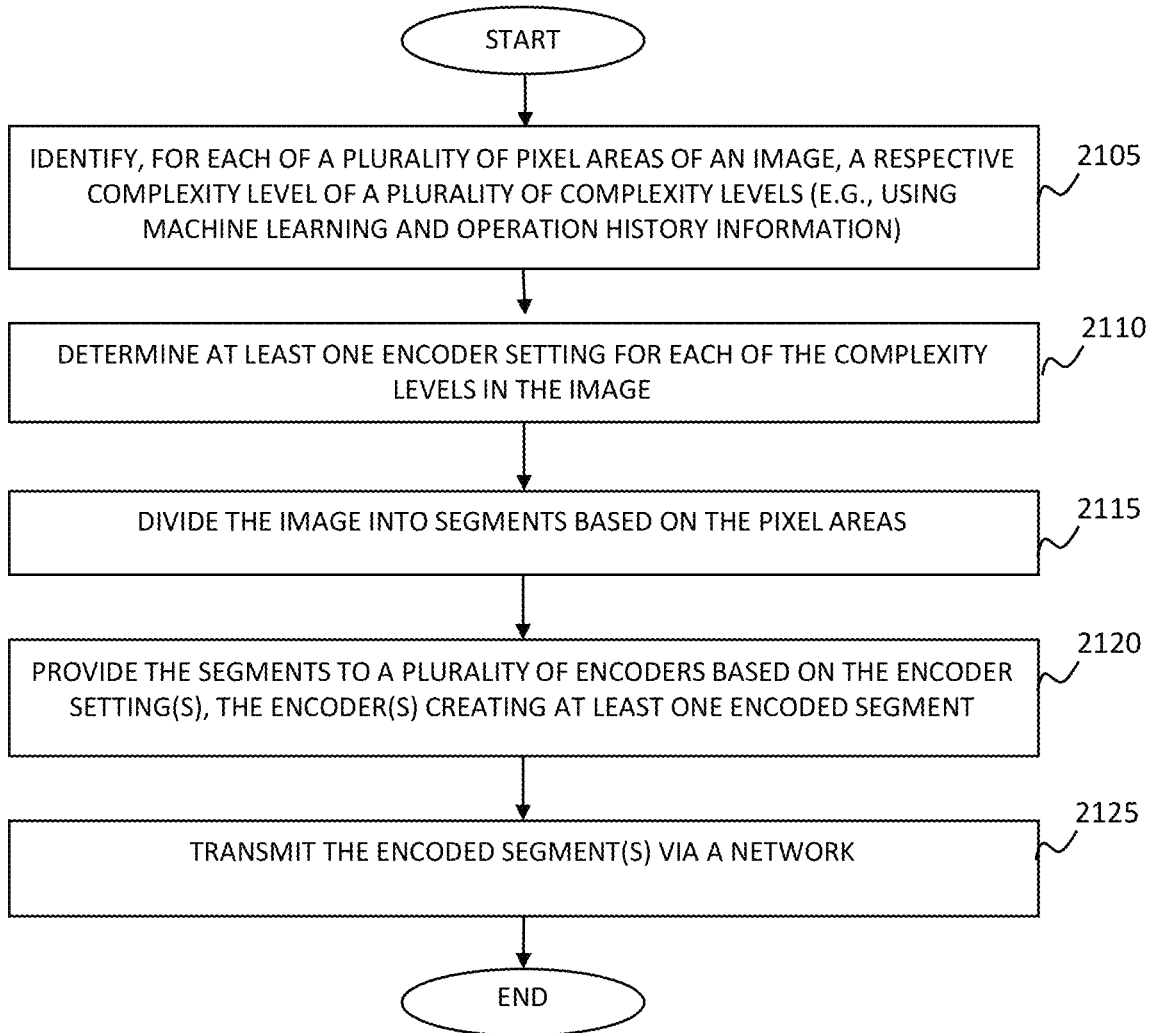 START
IDENTIFY, FOR EACH OF A PLURALITY OF PIXEL AREAS OF AN IMAGE, A RESPECTIVE
COMPLEXITY LEVEL OF A PLURALITY OF COMPLEXITY LEVELS (E.G., USING
MACHINE LEARNING AND OPERATION HISTORY INFORMATION)
2105
DETERMINE AT LEAST ONE ENCODER SETTING FOR EACH OF THE COMPLEXITY
LEVELS IN THE IMAGE
2110
DIVIDE THE IMAGE INTO SEGMENTS BASED ON THE PIXEL AREAS
2115
PROVIDE THE SEGMENTS TO A PLURALITY OF ENCODERS BASED ON THE ENCODER
SETTING(S), THE ENCODER(S) CREATING AT LEAST ONE ENCODED SEGMENT
2120
TRANSMIT THE ENCODED SEGMENT(S) VIA A NETWORK
2125
END